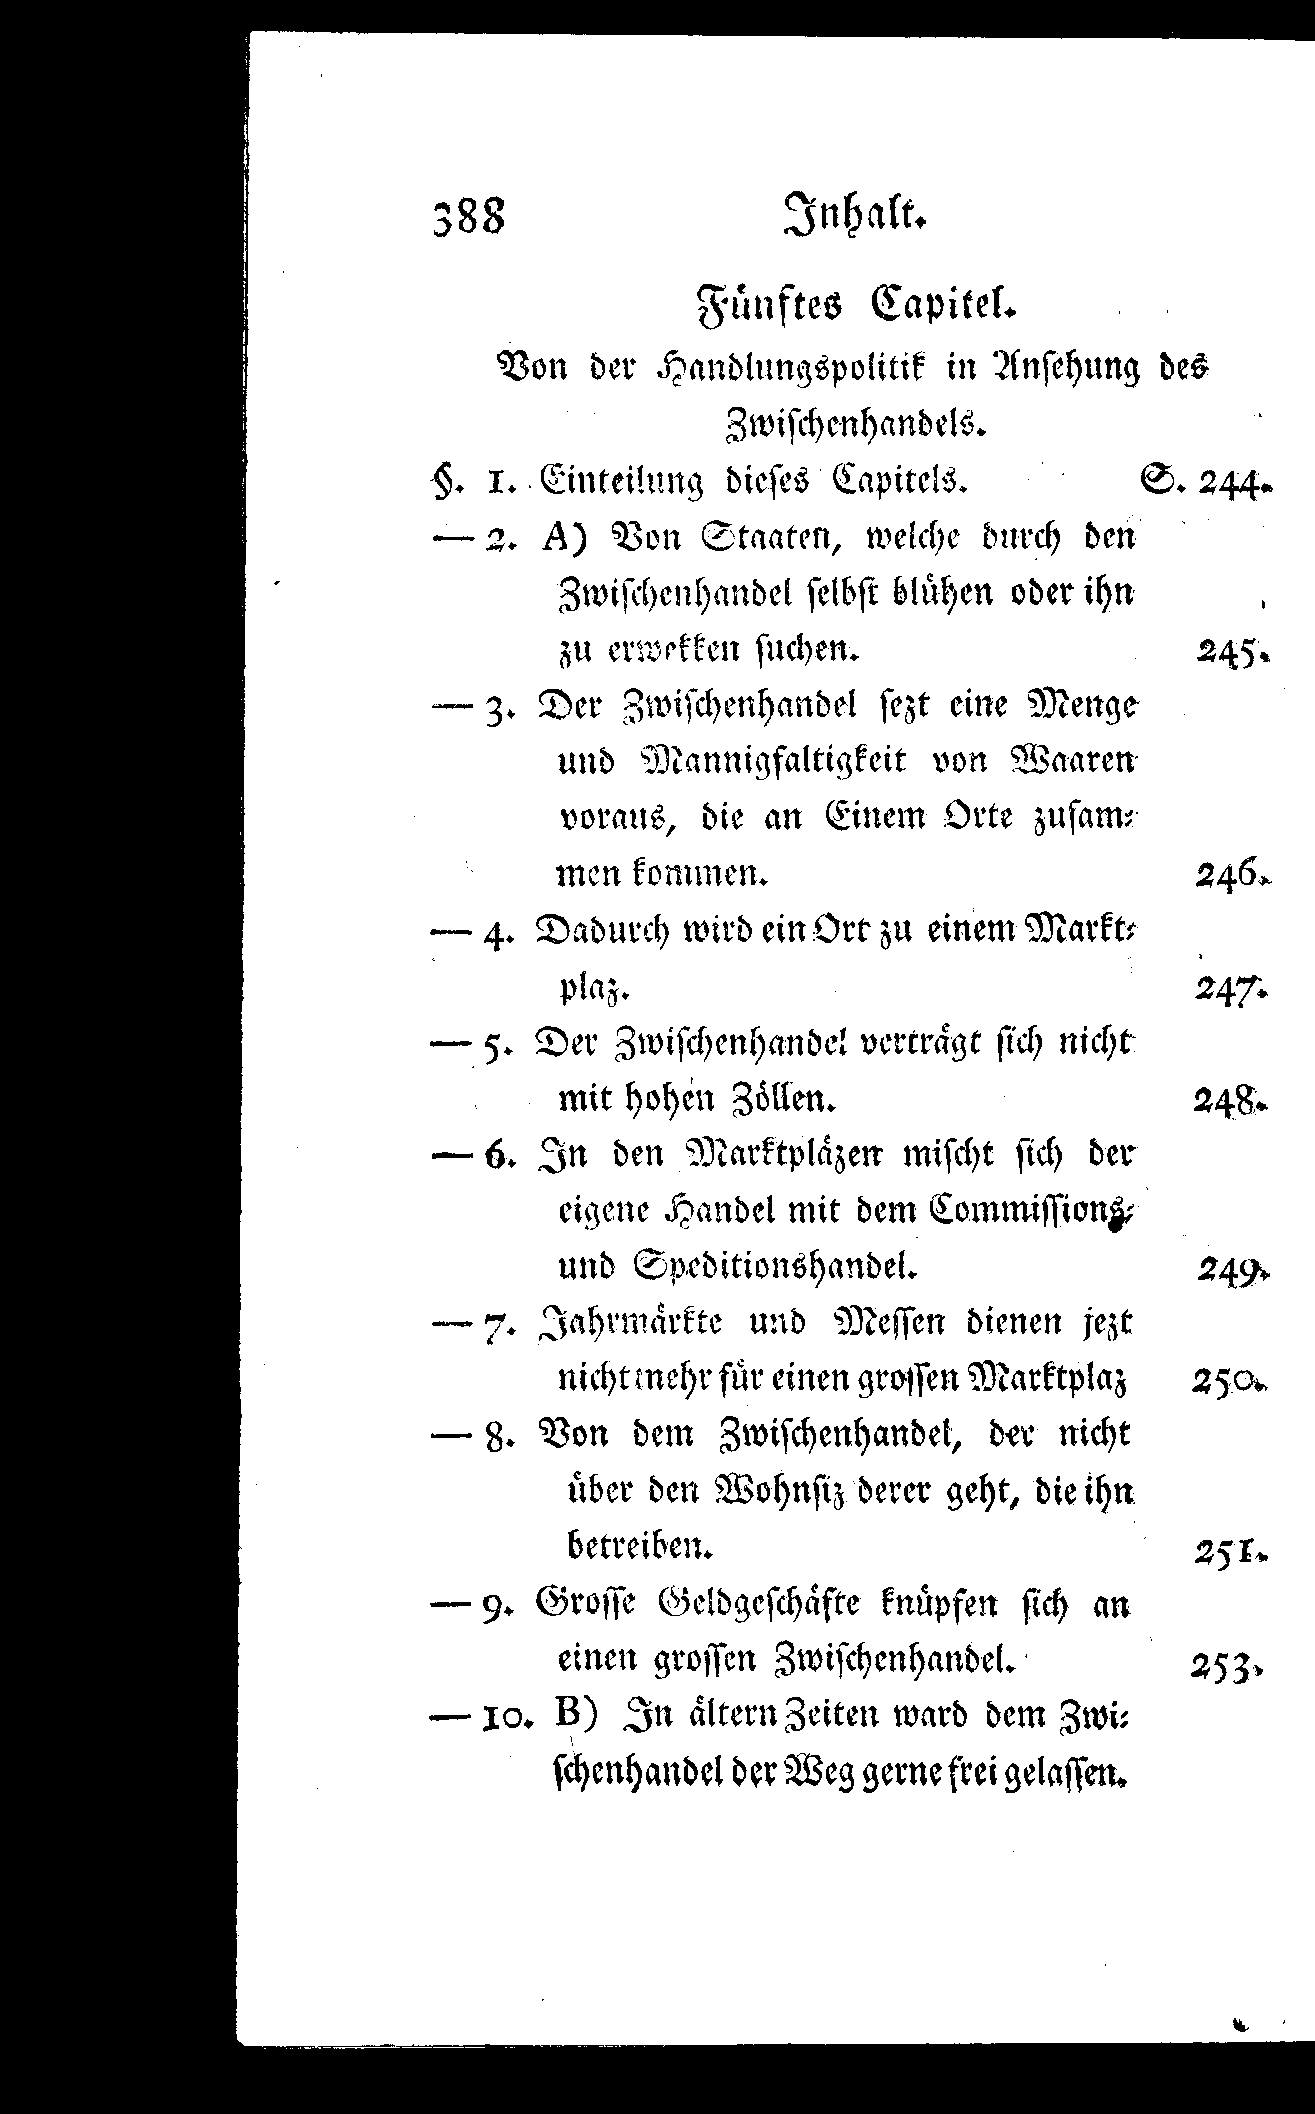 388 Inhalt.
Fünftes Capitel.
Von der Handlungspolitik in Ansehung des
Zwischenhandels.
§. 1. Einteilung dieses Capitels. S. 244.
— 2. A) Von Staaten, welche durch den
Zwischenhandel selbst blühen oder ihn
zu erwekken suchen. 245.
— 3. Der Zwischenhandel sezt eine Menge
und Mannigfaltigkeit von Waaren
voraus, die an Einem Orte zusam-
men kommen. 246.
— 4. Dadurch wird ein Ort zu einem Markt-
plaz. 247.
— 5. Der Zwischenhandel verträgt sich nicht
mit hohen Zöllen. 248.
— 6. In den Marktpläzen mischt sich der
eigene Handel mit dem Commissions-
und Speditionshandel. 249.
— 7. Jahrmärkte und Messen dienen jezt
nicht mehr für einen grossen Marktplaz 250.
— 8. Von dem Zwischenhandel, der nicht
über den Wohnsiz derer geht, die ihn
betreiben. 251.
— 9. Grosse Geldgeschäfte knüpfen sich an
einen grossen Zwischenhandel. 253.
— 10. B) In ältern Zeiten ward dem Zwi-
schenhandel der Weg gerne frei gelassen.